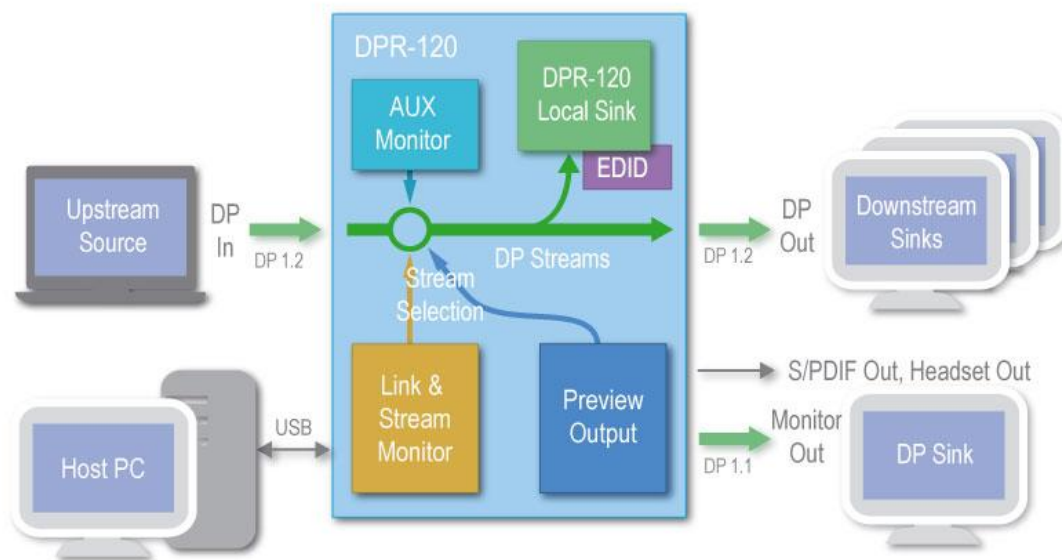 DPR-120
AUX
Monitor
DPR-120
Local Sink
EDID
Upstream
Source
DP
In
DP 1.2
DP Streams
Stream
Selection
DP 1.2
DP
Out
Downstream
Sinks
Link &
Stream
Monitor
Preview
Output
Host PC
USB
S/PDIF Out, Headset Out
Monitor
Out
DP 1.1
DP Sink